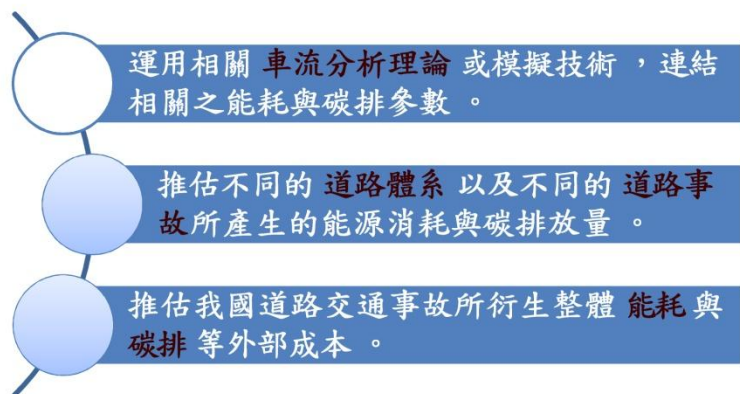 運用相關 車流分析理論 或模擬技術 ，連結
相關之能耗與碳排參數 。
推估不同的 道路體系 以及不同的 道路事
故所產生的能源消耗與碳排放量 。
推估我國道路交通事故所衍生整體 能耗 與
碳排 等外部成本 。